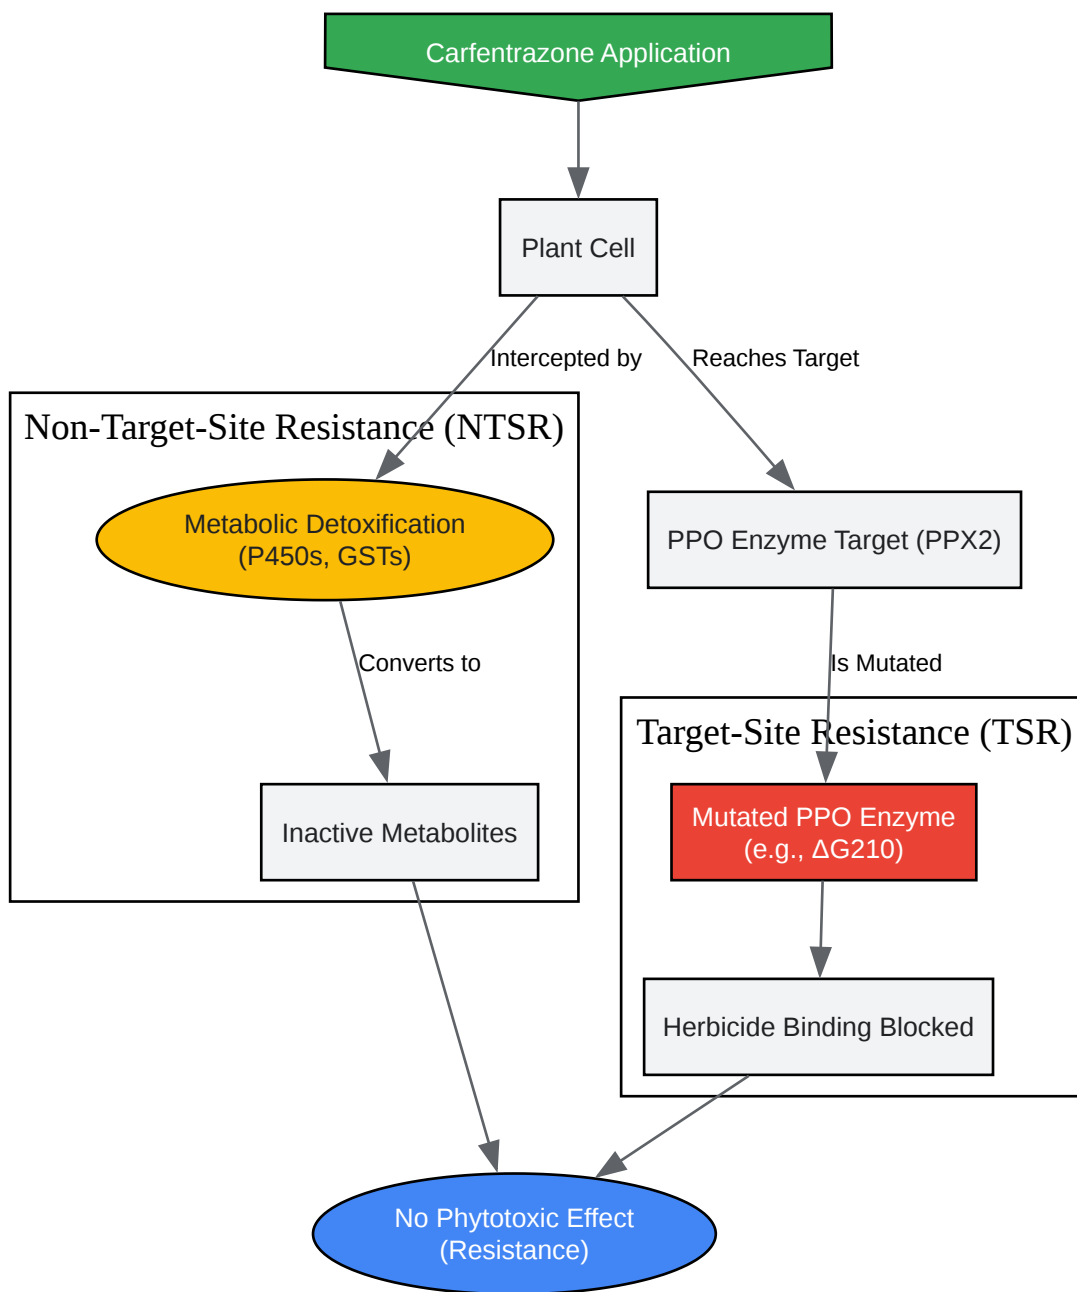 Carfentrazone Application
Plant Cell
Intercepted by
Reaches Target
Non-Target-Site Resistance (NTSR)
Metabolic Detoxification
(P450s, GSTs)
PPO Enzyme Target (PPX2)
Converts to
Is Mutated
Target-Site Resistance (TSR)
Inactive Metabolites
Mutated PPO Enzyme
(e.g., ΔG210)
Herbicide Binding Blocked
No Phytotoxic Effect
(Resistance)